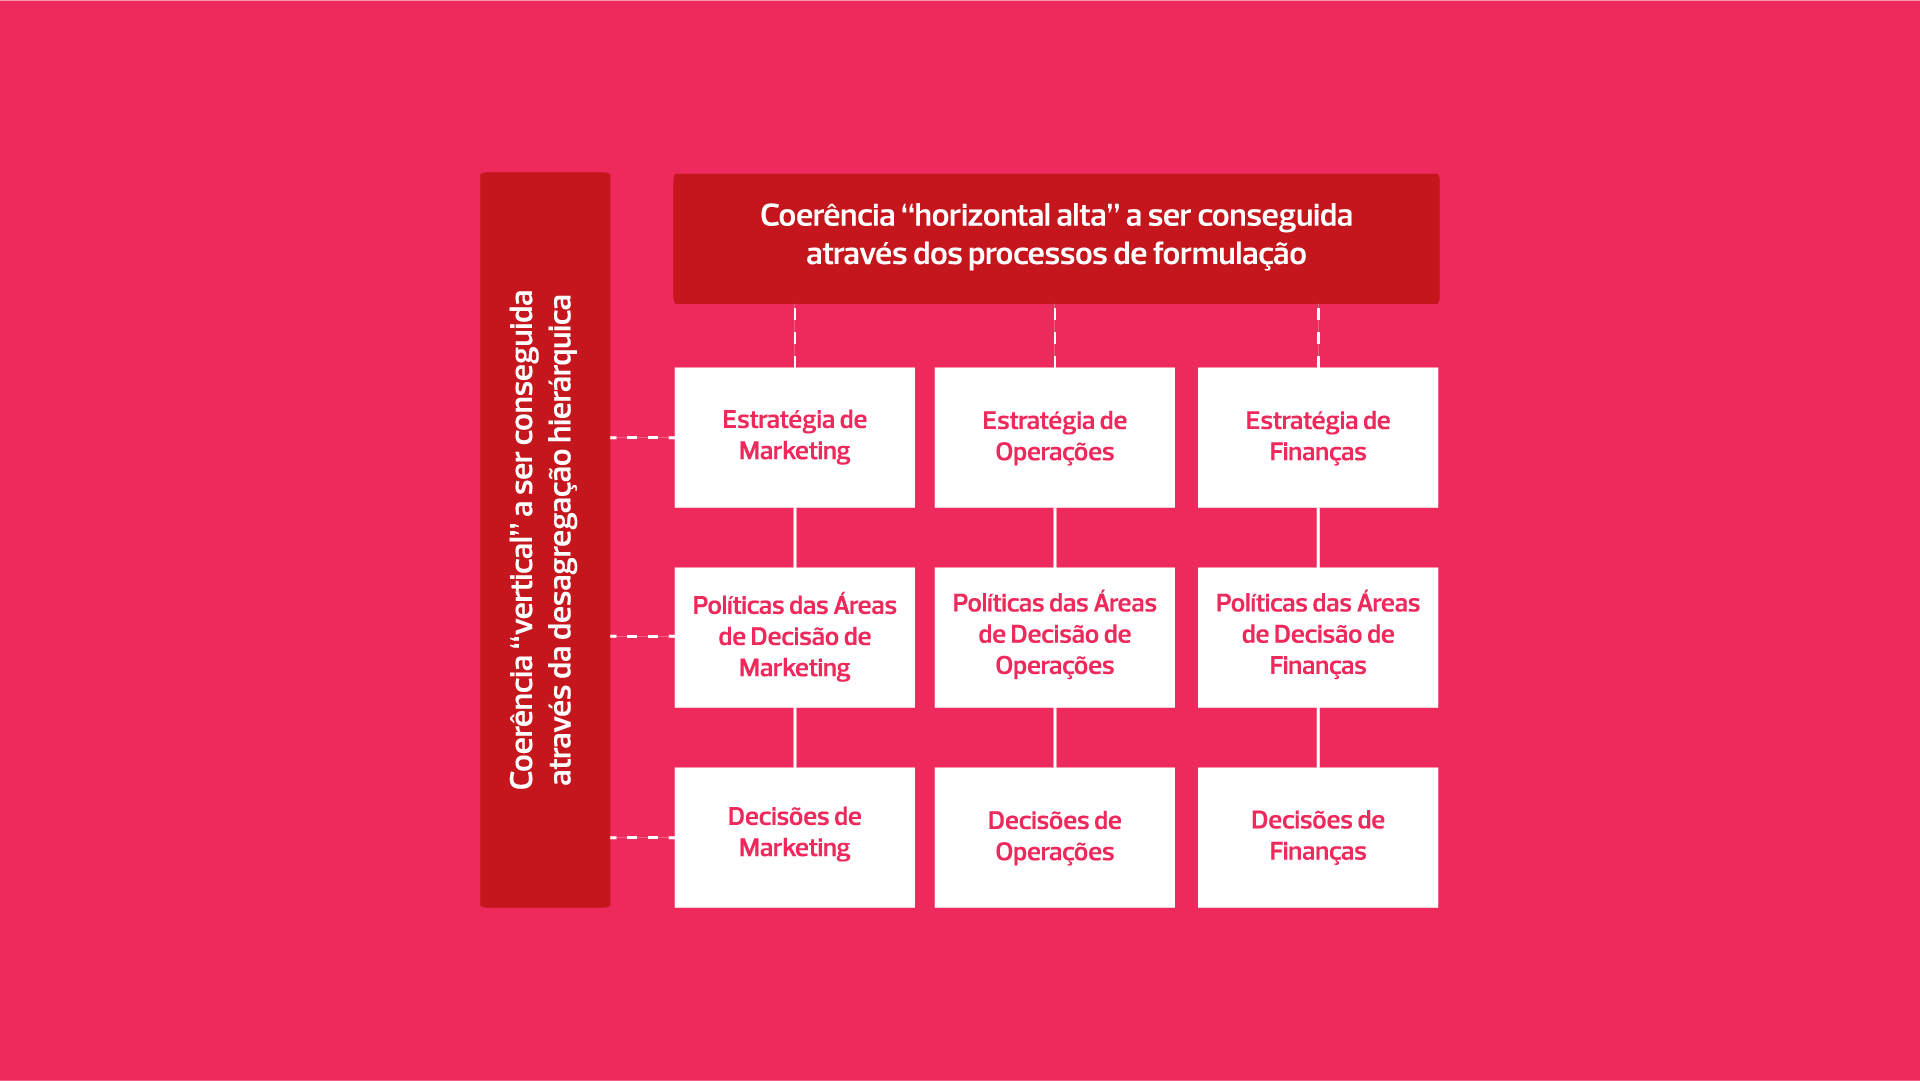 Coerência “vertical” a ser conseguida
através da desagregação hierárquica
Coerência “horizontal alta” a ser conseguida
através dos processos de formulação
Estratégia de
Marketing
Estratégia de
Operações
Estratégia de
Finanças
Políticas das Áreas
de Decisão de
Marketing
Políticas das Áreas
de Decisão de
Operações
Políticas das Áreas
de Decisão de
Finanças
Decisões de
Marketing
Decisões de
Operações
Decisões de
Finanças